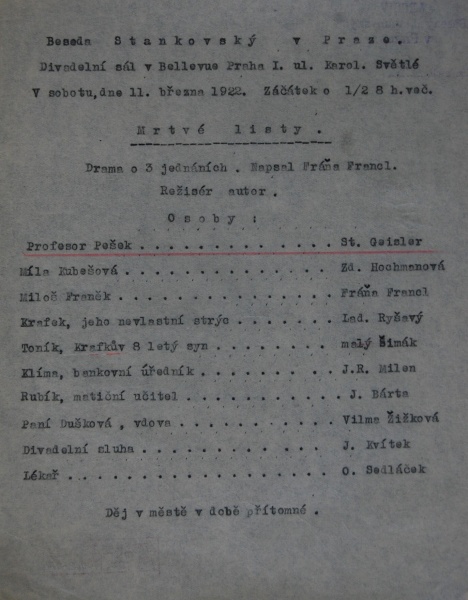 Beseda Stankovský v Praze.
Divadelní sál v Bellevue Praha I. ul. Karol. Světlé
V sobotu, dne 11. března 1922. Záčátek o 1/2 8 h. več.
Mrtvé listy.
Drama o 3 jednáních. Napsal Fráňa Francl.
Režisér autor.
Osoby:
Profesor Pešek . . . . . . . . . . . . St. Geisler
Míla Kubešová . . . . . . . . . . . . . Zd. Hochmanová
Miloš Franěk . . . . . . . . . . . . . Fráňa Francl
Krafek, jeho nevlastní strýc . . . . . Lad. Ryšavý
Toník, Krafkův 8 letý syn . . . . . . . malý Šimák
Klíma, bankovní úředník . . . . . . . . J.R. Milen
Rubík, matiční učitel . . . . . . . . . J. Bárta
Paní Dušková, vdova . . . . . . . . . . Vilma Žižková
Divadelní sluha . . . . . . . . . . . . J. Kvítek
Lékař . . . . . . . . . . . . . . . . . O. Sedláček
Děj v městě v době přítomné.